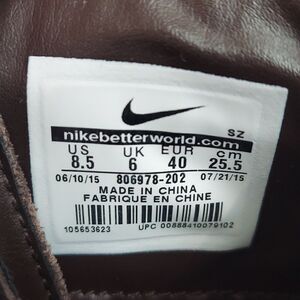 SZ
nikebetterworld.com
US UK EUR cm
8.5 6 40 25.5
06/10/15 806978-202 07/21/15
MADE IN CHINA
FABRIQUE EN CHINE
105653623 UPC 00888410079102